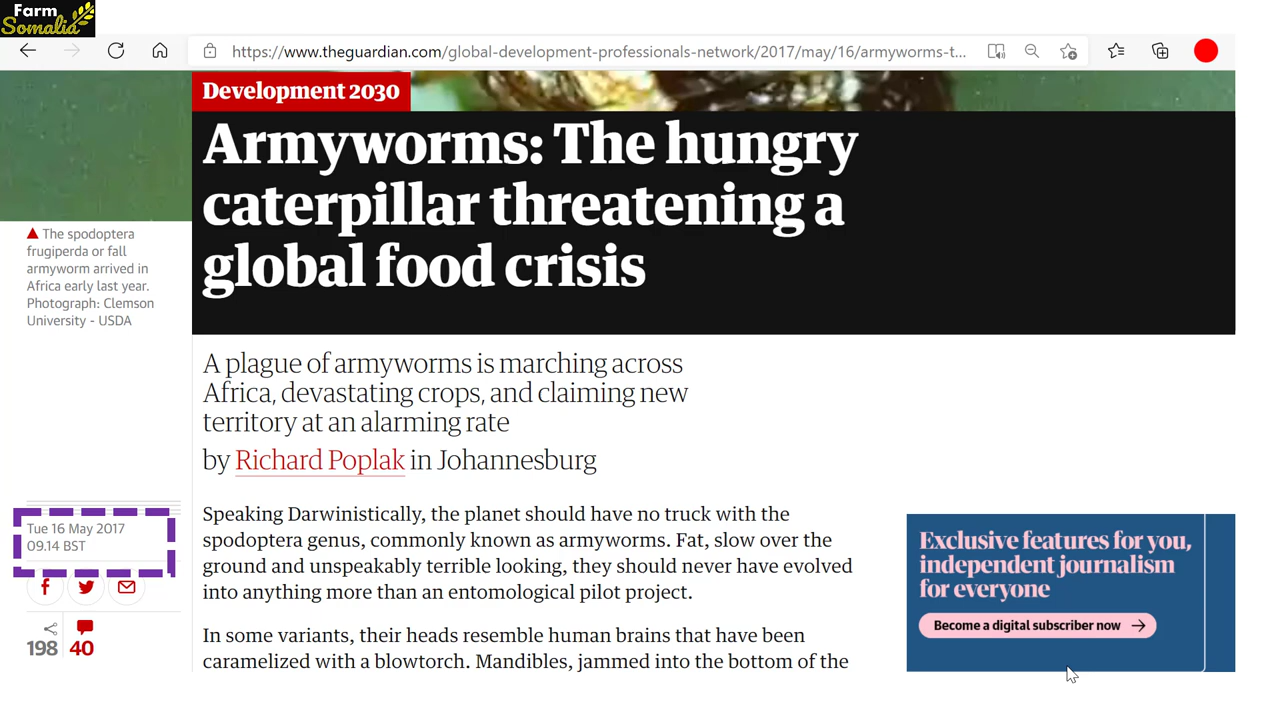 Farm
Somalia
https://www.theguardian.com/global-development-professionals-network/2017/may/16/armyworms-t...
Development 2030
Armyworms: The hungry
caterpillar threatening a
global food crisis
The spodoptera
frugiperda or fall
armyworm arrived in
Africa early last year.
Photograph: Clemson
University - USDA
A plague of armyworms is marching across
Africa, devastating crops, and claiming new
territory at an alarming rate
by Richard Poplak in Johannesburg
Tue 16 May 2017
09.14 BST
198 40
Speaking Darwinistically, the planet should have no truck with the
spodoptera genus, commonly known as armyworms. Fat, slow over the
ground and unspeakably terrible looking, they should never have evolved
into anything more than an entomological pilot project.
In some variants, their heads resemble human brains that have been
caramelized with a blowtorch. Mandibles, jammed into the bottom of the
Exclusive features for you,
independent journalism
for everyone
Become a digital subscriber now